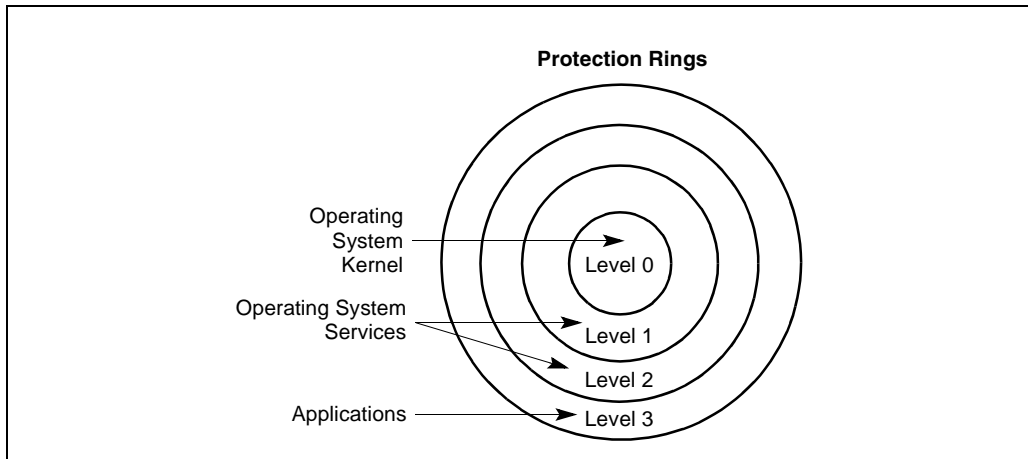 Protection Rings
Operating
System
Kernel
Level 0
Operating System
Services
Level 1
Level 2
Applications
Level 3